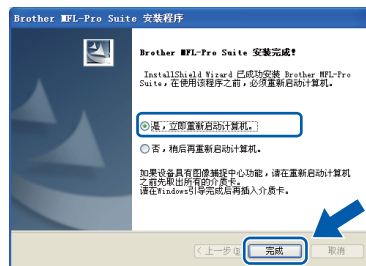 Brother MFL-Pro Suite 安装程序
Brother MFL-Pro Suite 安装完成!
InstallShield Wizard 已成功安装 Brother MFL-Pro
Suite，在使用该程序之前，必须重新启动计算机。
是，立即重新启动计算机。
否，稍后再重新启动计算机。
如果设备具有图像捕捉中心功能，请在重新启动计算机
之前先取出所有的介质卡。
请在Windows引导完成后再插入介质卡。
<上一步(B) 完成 取消